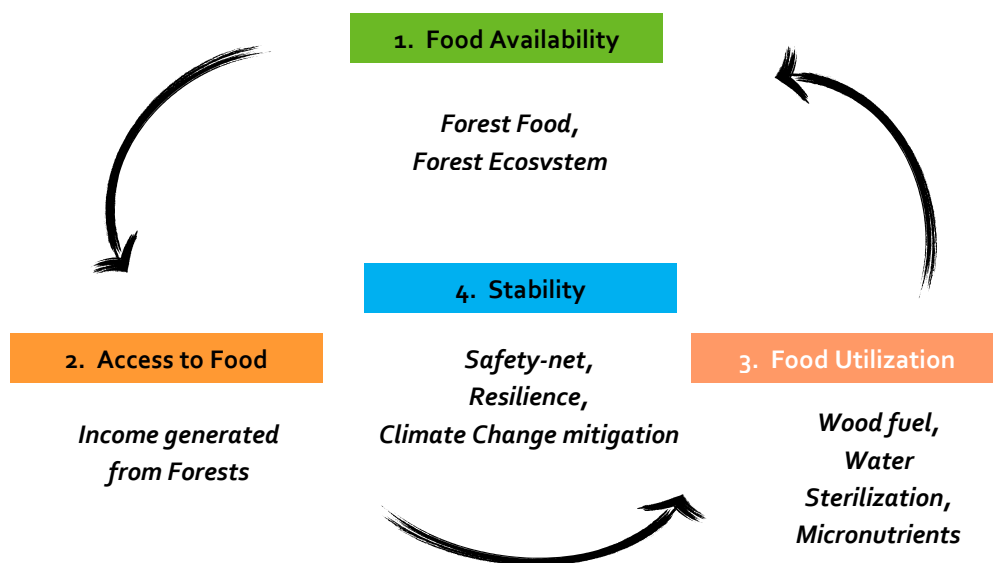 1. Food Availability
Forest Food,
Forest Ecosvstem
4. Stability
Safety-net,
Resilience,
Climate Change mitigation
2. Access to Food
Income generated
from Forests
3. Food Utilization
Wood fuel,
Water
Sterilization,
Micronutrients